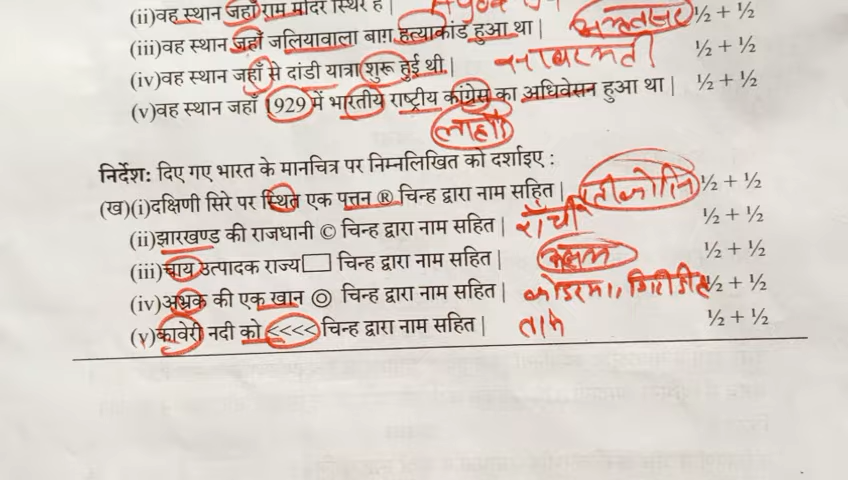 (ii)वह स्थान जहाँ राम मंदिर स्थिर है |
(iii)वह स्थान जहाँ जलियावाला बाग हत्याकांड हुआ था | अमृतसर ½ + ½
(iv)वह स्थान जहाँ से दांडी यात्रा शुरू हुई थी | साबरमती ½ + ½
(v)वह स्थान जहाँ 1929 में भारतीय राष्ट्रीय कांग्रेस का अधिवेसन हुआ था | ½ + ½
लाहौर
निर्देश: दिए गए भारत के मानचित्र पर निम्नलिखित को दर्शाइए :
(ख)(i)दक्षिणी सिरे पर स्थित एक पत्तन ® चिन्ह द्वारा नाम सहित | ½ + ½
(ii)झारखण्ड की राजधानी © चिन्ह द्वारा नाम सहित | राँची ½ + ½
(iii)चाय उत्पादक राज्य □ चिन्ह द्वारा नाम सहित | ½ + ½
(iv)अभ्रक की एक खान ◎ चिन्ह द्वारा नाम सहित | कोडरमा, गिरीडीह ½ + ½
(v)कावेरी नदी को <<<< चिन्ह द्वारा नाम सहित | ½ + ½